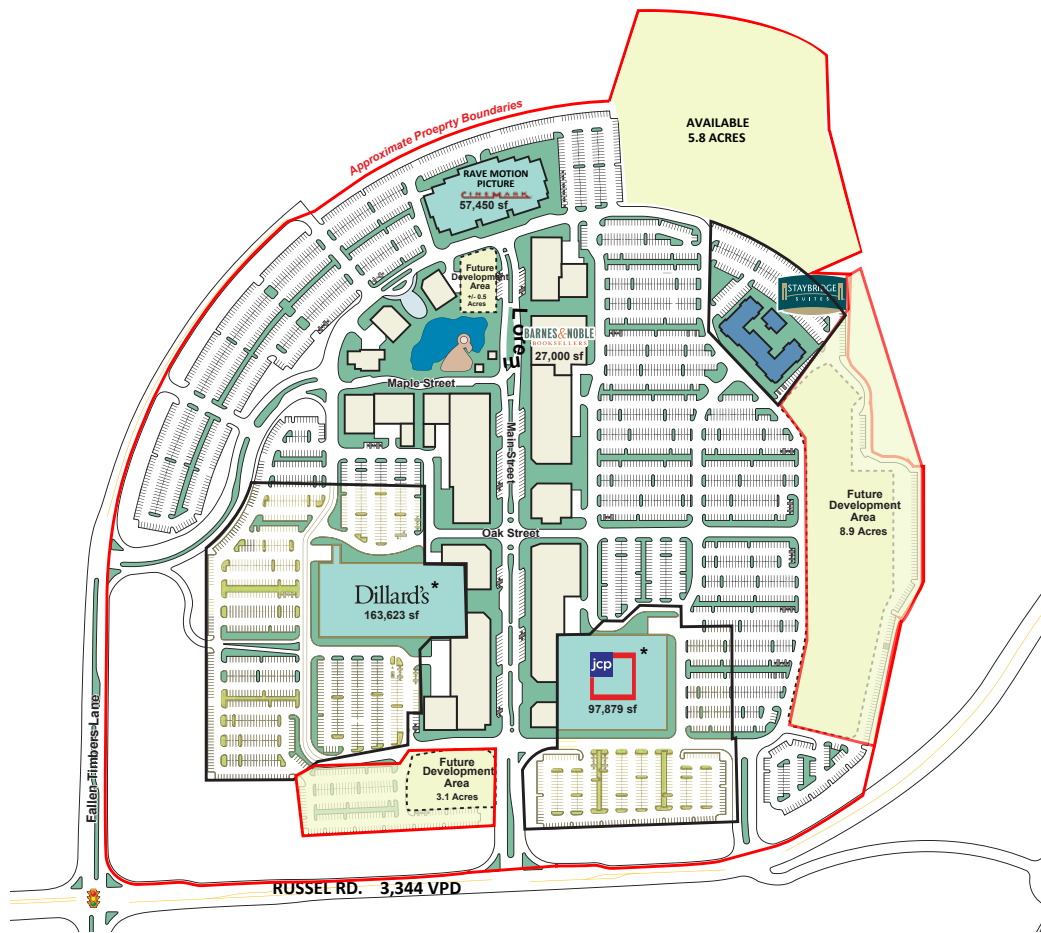 Approximate Proeprty Boundaries
AVAILABLE
5.8 ACRES
RAVE MOTION
PICTURE
CINEMARK
57,450 sf
Future
Development
Area
+/- 0.5
Acres
STAYBRIDGE
SUITES
Lorem
BARNES&NOBLE
BOOKSELLERS
27,000 sf
Maple Street
Main Street
Future
Development
Area
8.9 Acres
Oak Street
Dillard's *
163,623 sf
jcp
*
97,879 sf
Fallen Timbers Lane
Future
Development
Area
3.1 Acres
RUSSEL RD. 3,344 VPD